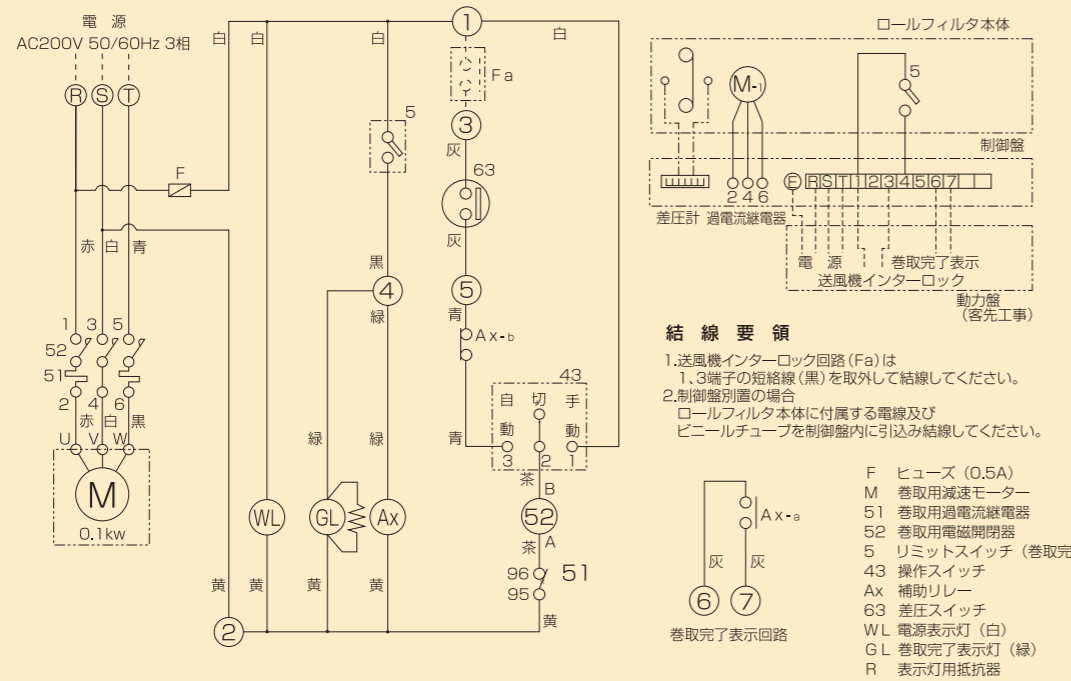 電 源
AC200V 50/60Hz 3相
R S T
F
白 白 白 白
1
Fa
3
灰
63
灰
5
青
Ax-b
5
黒
4
緑
赤 白 青
1 3 5
52
51
2 4 6
赤 白 黒
U V W
M
0.1kw
43
自 切 手
動 動
3 2 1
青
茶
B
52
A
茶
96
95
51
黄
緑 緑
WL GL Ax
黄 黄 黄 黄
2
ロールフィルタ本体
M-1
5
制御盤
2 4 6
E R S T 1 2 3 4 5 6 7
差圧計 過電流継電器
電 源 巻取完了表示
送風機インターロック
動力盤
(客先工事)
結 線 要 領
1.送風機インターロック回路(Fa)は
1、3端子の短絡線(黒)を取外して結線してください。
2.制御盤別置の場合
ロールフィルタ本体に付属する電線及び
ビニールチューブを制御盤内に引込み結線してください。
Ax-a
灰 灰
6 7
巻取完了表示回路
F ヒューズ(0.5A)
M 巻取用減速モーター
51 巻取用過電流継電器
52 巻取用電磁開閉器
5 リミットスイッチ(巻取完
43 操作スイッチ
Ax 補助リレー
63 差圧スイッチ
WL 電源表示灯(白)
GL 巻取完了表示灯(緑)
R 表示灯用抵抗器